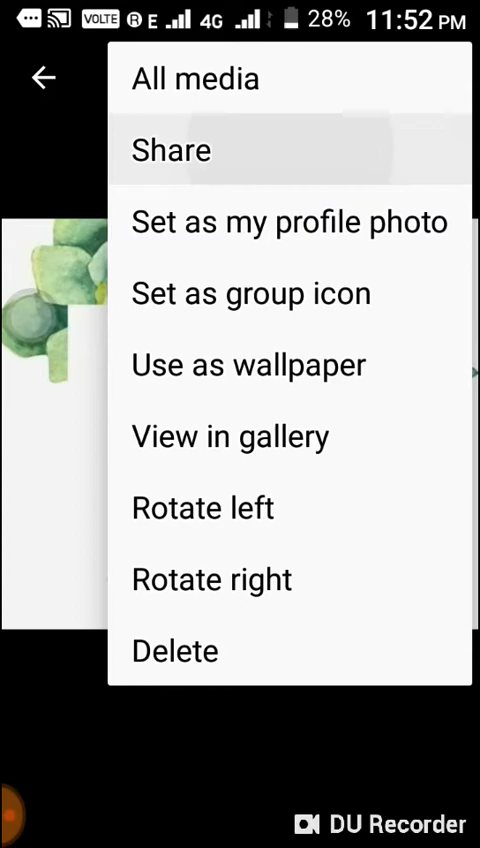 VOLTE R E 4G 28% 11:52 PM
All media
Share
Set as my profile photo
Set as group icon
Use as wallpaper
View in gallery
Rotate left
Rotate right
Delete
DU Recorder